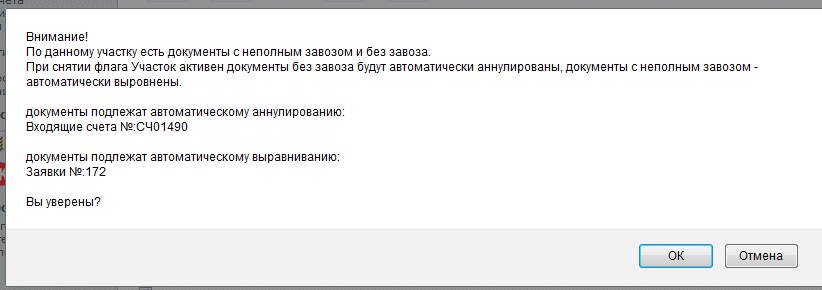 Внимание!
По данному участку есть документы с неполным завозом и без завоза.
При снятии флага Участок активен документы без завоза будут автоматически аннулированы, документы с неполным завозом -
автоматически выровнены.
документы подлежат автоматическому аннулированию:
Входящие счета №:СЧ01490
документы подлежат автоматическому выравниванию:
Заявки №:172
Вы уверены?
ОК
Отмена